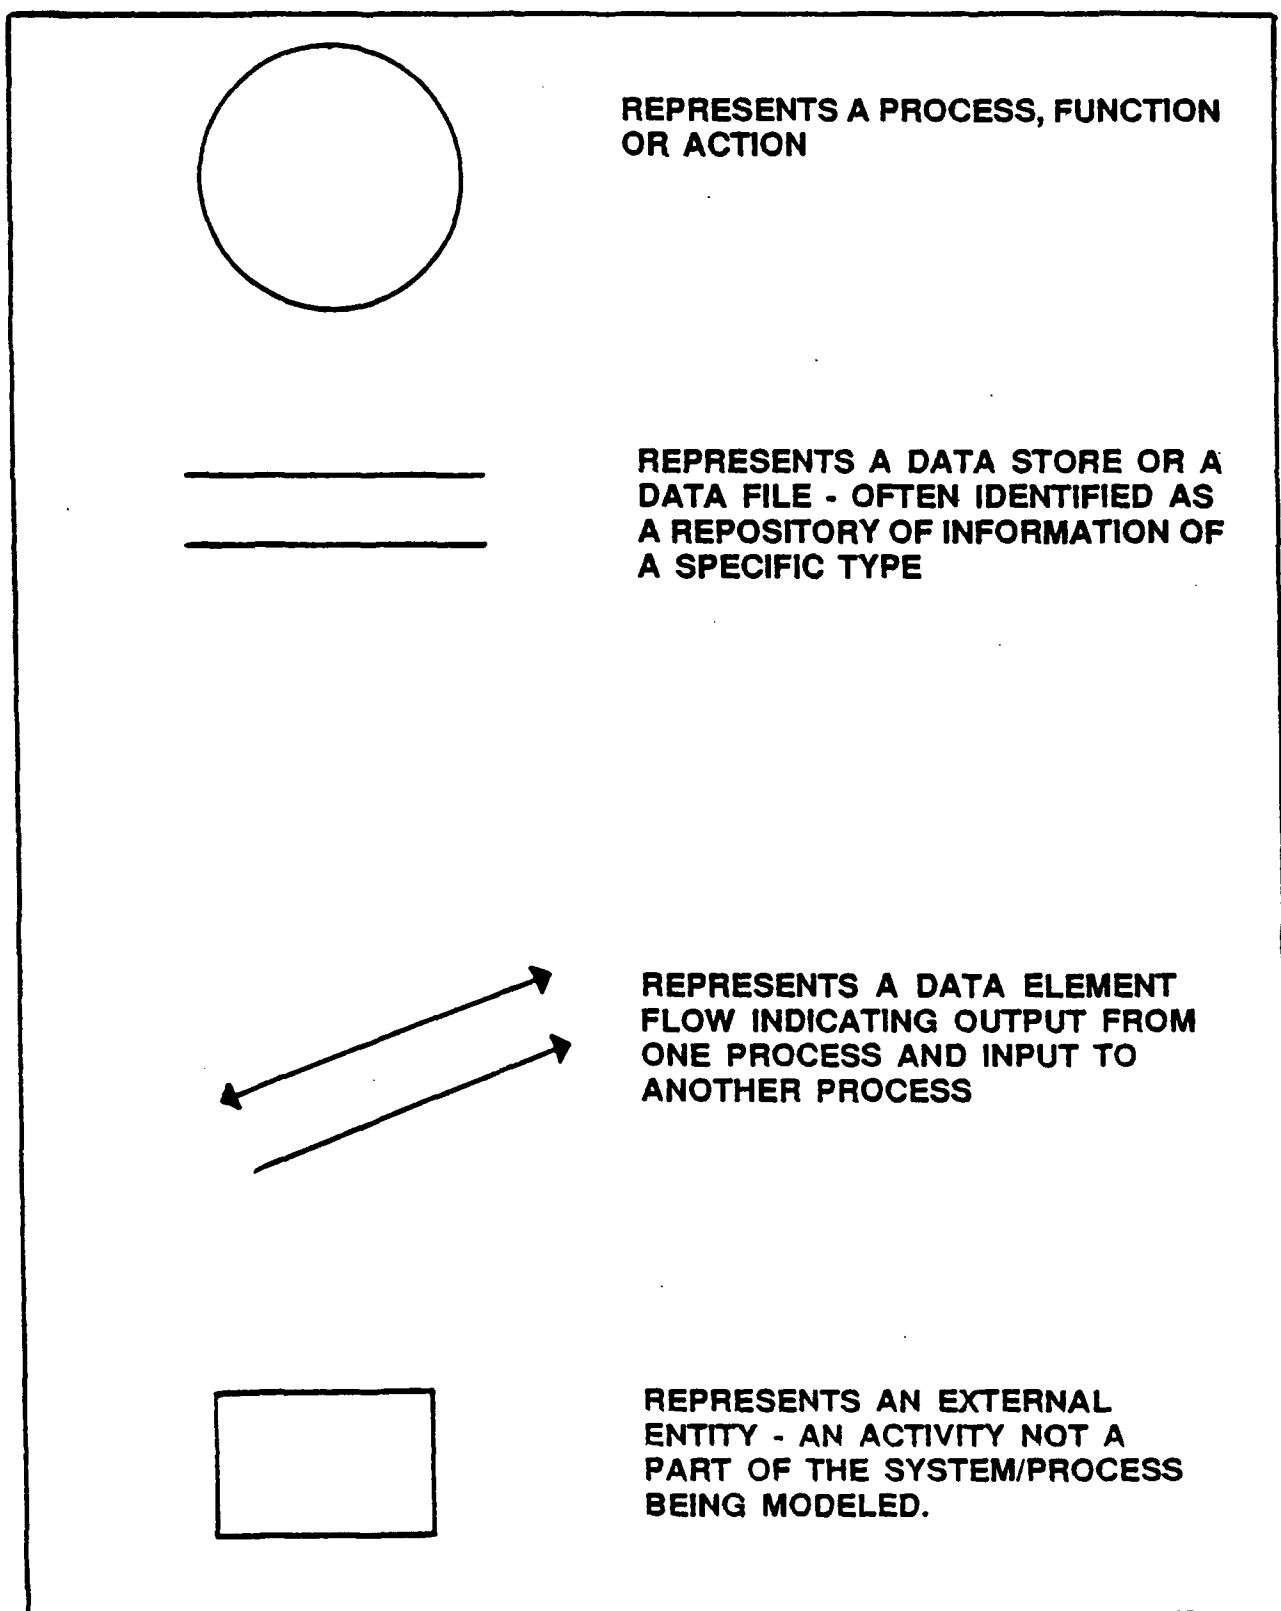 REPRESENTS A PROCESS, FUNCTION
OR ACTION
REPRESENTS A DATA STORE OR A
DATA FILE - OFTEN IDENTIFIED AS
A REPOSITORY OF INFORMATION OF
A SPECIFIC TYPE
REPRESENTS A DATA ELEMENT
FLOW INDICATING OUTPUT FROM
ONE PROCESS AND INPUT TO
ANOTHER PROCESS
REPRESENTS AN EXTERNAL
ENTITY - AN ACTIVITY NOT A
PART OF THE SYSTEM/PROCESS
BEING MODELED.